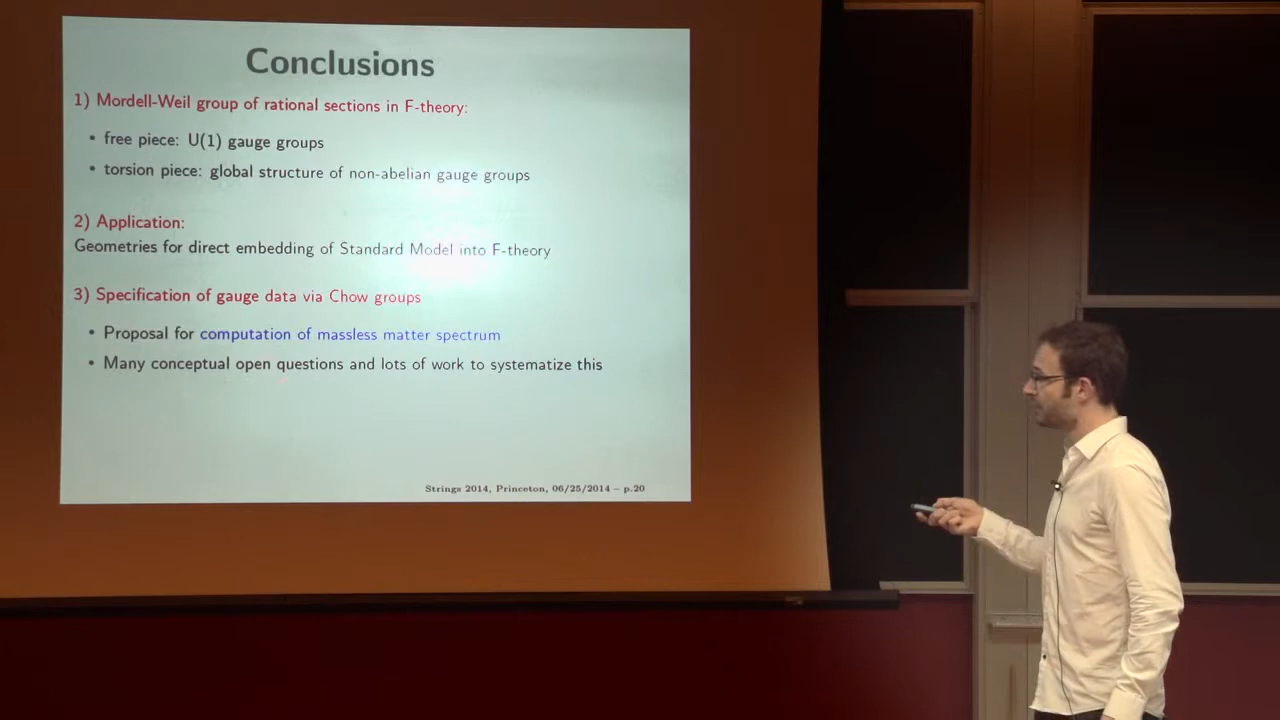 Conclusions
1) Mordell-Weil group of rational sections in F-theory:
• free piece: U(1) gauge groups
• torsion piece: global structure of non-abelian gauge groups
2) Application:
Geometries for direct embedding of Standard Model into F-theory
3) Specification of gauge data via Chow groups
• Proposal for computation of massless matter spectrum
• Many conceptual open questions and lots of work to systematize this
Strings 2014, Princeton, 06/25/2014 – p.20